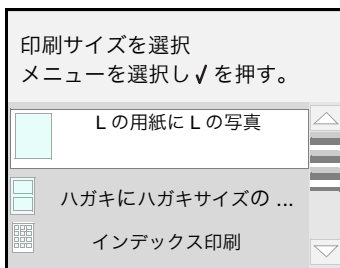 印刷サイズを選択
メニューを選択し√を押す。
L の用紙に L の写真
ハガキにハガキサイズの ...
インデックス印刷